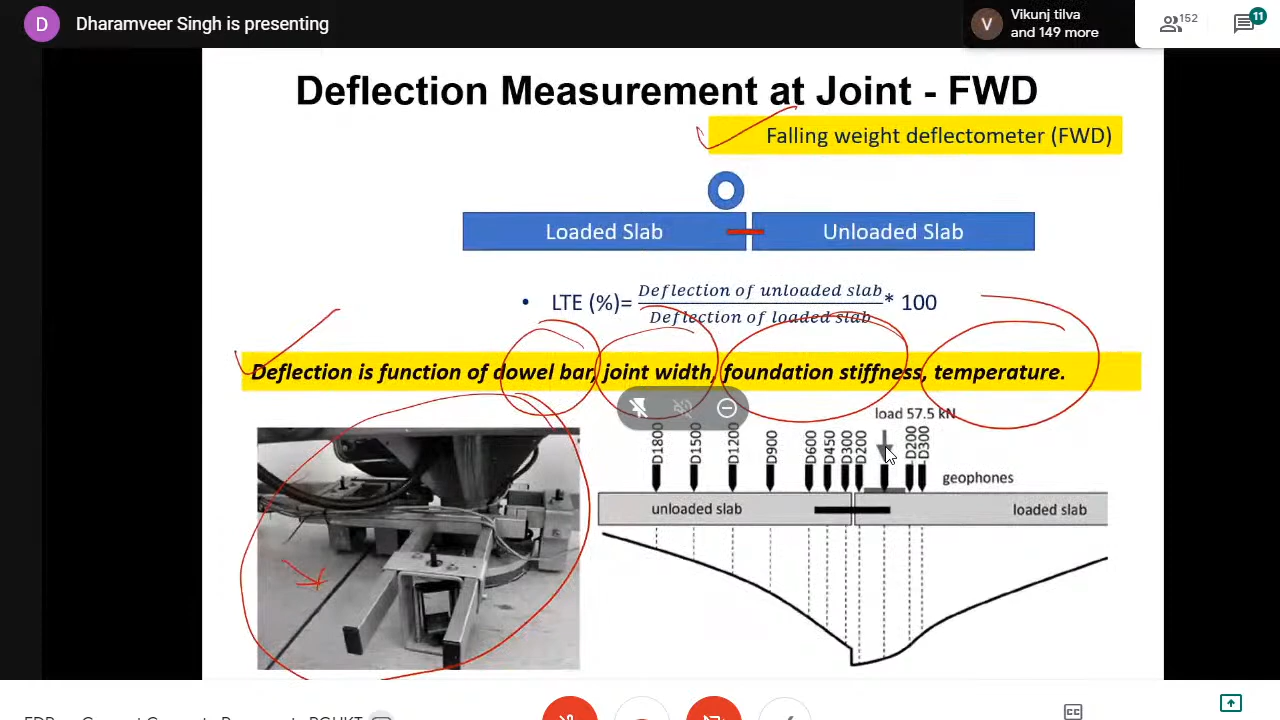 D Dharamveer Singh is presenting
V Vikunj tilva
and 149 more
152
11
Deflection Measurement at Joint - FWD
Falling weight deflectometer (FWD)
Loaded Slab
Unloaded Slab
• LTE (%)= Deflection of unloaded slab
Deflection of loaded slab * 100
Deflection is function of dowel bar, joint width, foundation stiffness, temperature.
load 57.5 kN
D1800
D1500
D1200
D900
D600
D450
D300
D200
-D200
-D300
geophones
unloaded slab
loaded slab
CC